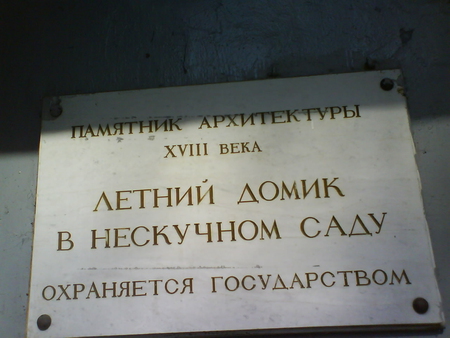 ПАМЯТНИК АРХИТЕКТУРЫ
XVIII ВЕКА
ЛЕТНИЙ ДОМИК
В НЕСКУЧНОМ САДУ
ОХРАНЯЕТСЯ ГОСУДАРСТВОМ